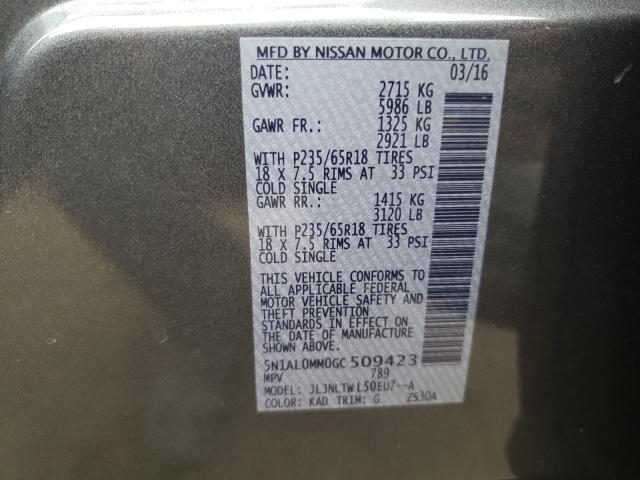 MFD BY NISSAN MOTOR CO., LTD.
DATE: 03/16
GVWR: 2715 KG
5986 LB
GAWR FR.: 1325 KG
2921 LB
WITH P235/65R18 TIRES
18 X 7.5 RIMS AT 33 PSI
COLD SINGLE
GAWR RR.: 1415 KG
3120 LB
WITH P235/65R18 TIRES
18 X 7.5 RIMS AT 33 PSI
COLD SINGLE
THIS VEHICLE CONFORMS TO
ALL APPLICABLE FEDERAL
MOTOR VEHICLE SAFETY AND
THEFT PREVENTION
STANDARDS IN EFFECT ON
THE DATE OF MANUFACTURE
SHOWN ABOVE.
5N1AL0MM0GC 509423
MPV 789
MODEL: JLJNLTWL50EU7--A
COLOR: KAD TRIM: G 2530A